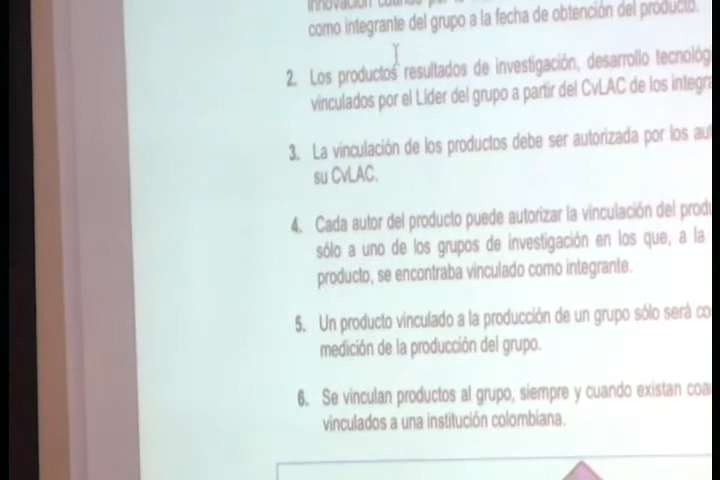 como integrante del grupo a la fecha de obtención del producto.
2. Los productos resultados de investigación, desarrollo
vinculados por el Líder del grupo a partir del CvLAC de los
3. La vinculación de los productos debe ser autorizada por los
su CvLAC.
4. Cada autor del producto puede autorizar la vinculación del
sólo a uno de los grupos de investigación en los que, a la
producto, se encontraba vinculado como integrante.
5. Un producto vinculado a la producción de un grupo sólo será
medición de la producción del grupo.
6. Se vinculan productos al grupo, siempre y cuando existan
vinculados a una institución colombiana.